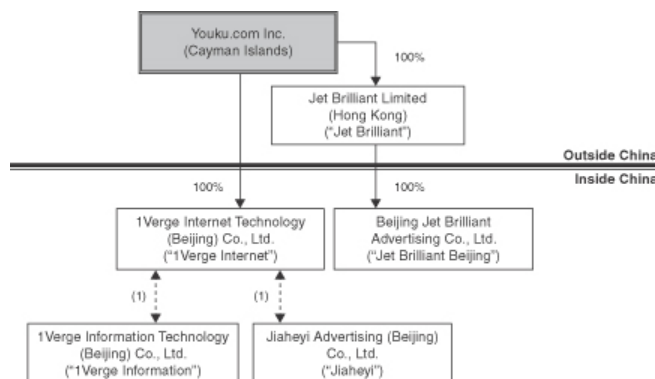 Youku.com Inc.
(Cayman Islands)
100%
Jet Brilliant Limited
(Hong Kong)
(“Jet Brilliant”)
Outside China
Inside China
100%
100%
1Verge Internet Technology
(Beijing) Co., Ltd.
(“1Verge Internet”)
Beijing Jet Brilliant
Advertising Co., Ltd.
(“Jet Brilliant Beijing”)
(1)
(1)
1Verge Information Technology
(Beijing) Co., Ltd.
(“1Verge Information”)
Jiaheyi Advertising (Beijing)
Co., Ltd.
(“Jiaheyi”)